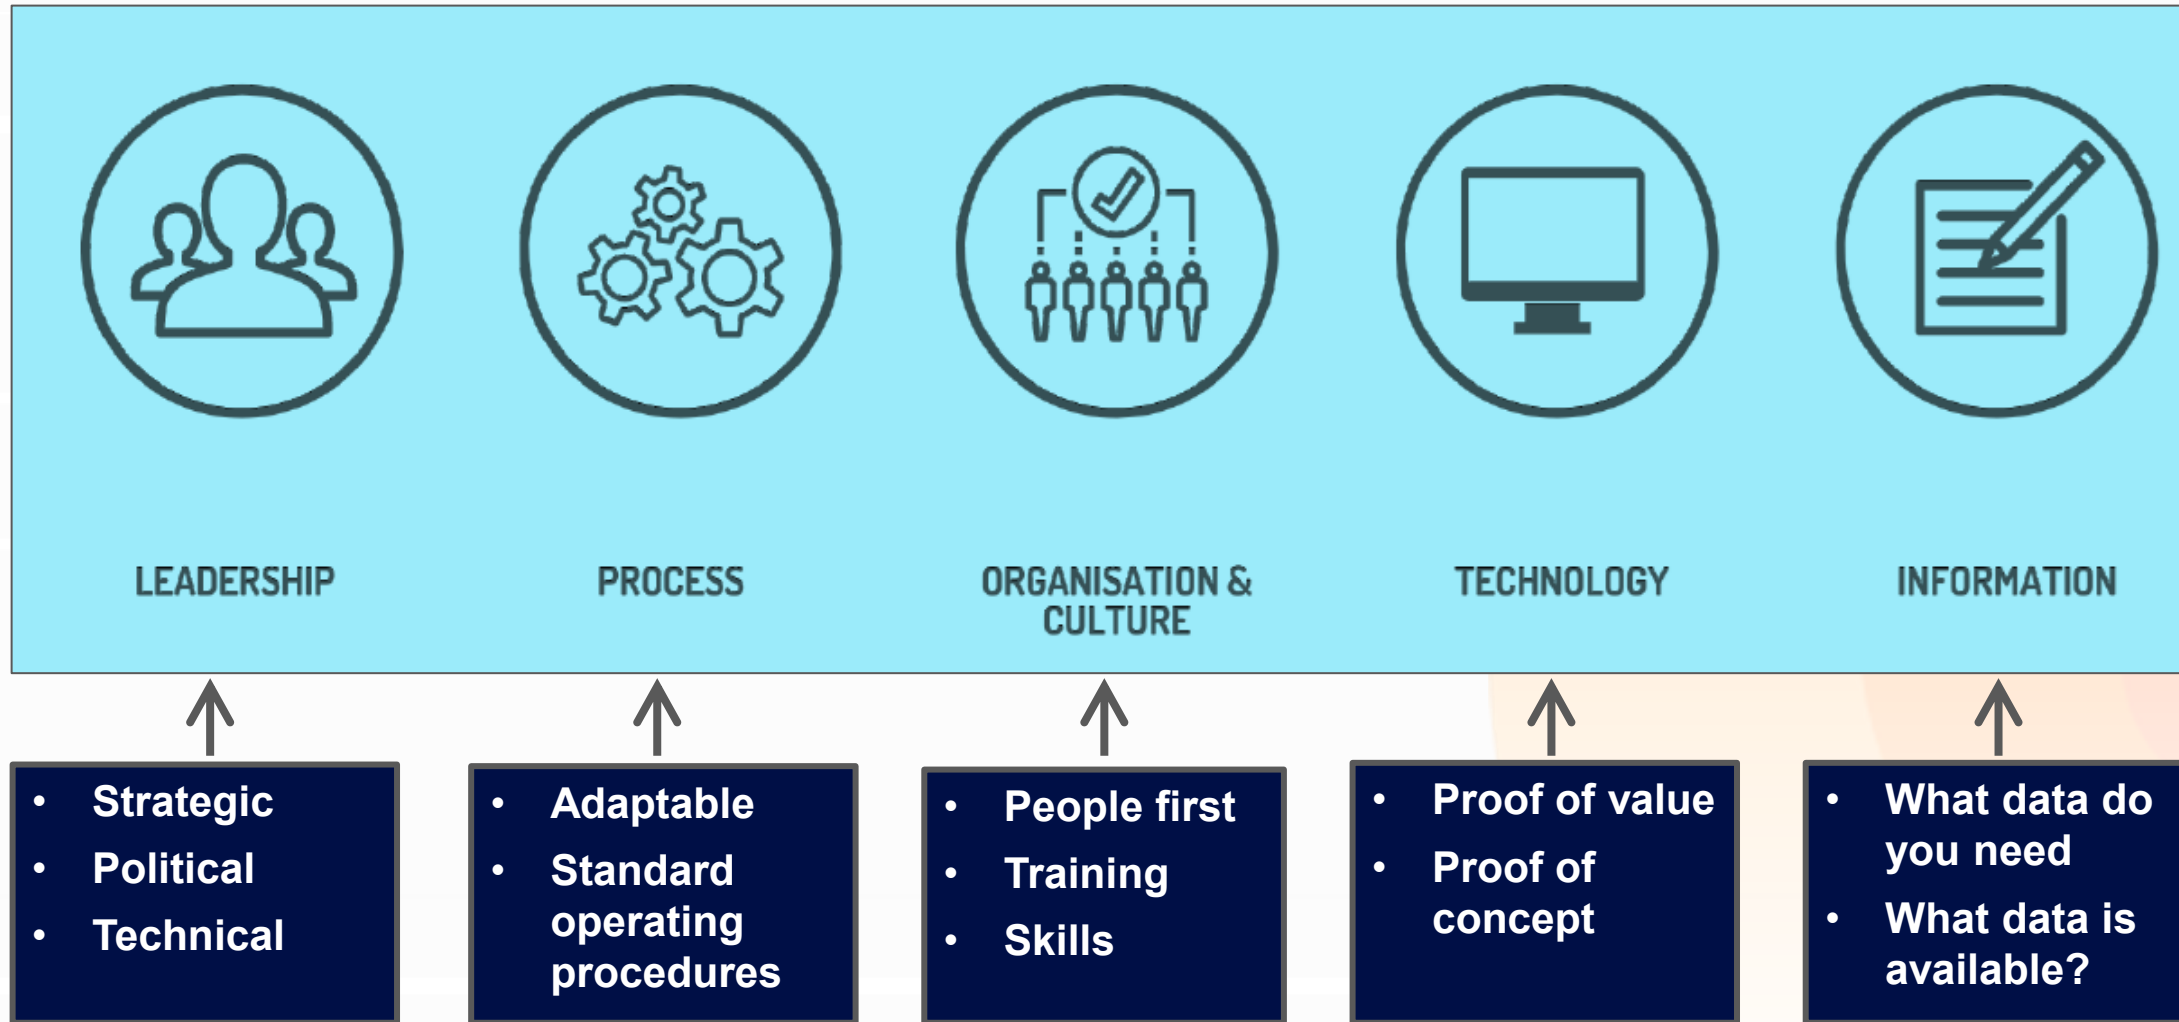 LEADERSHIP
PROCESS
ORGANISATION &
CULTURE
TECHNOLOGY
INFORMATION
• Strategic
• Political
• Technical
• Adaptable
• Standard
operating
procedures
• People first
• Training
• Skills
• Proof of value
• Proof of
concept
• What data do
you need
• What data is
available?